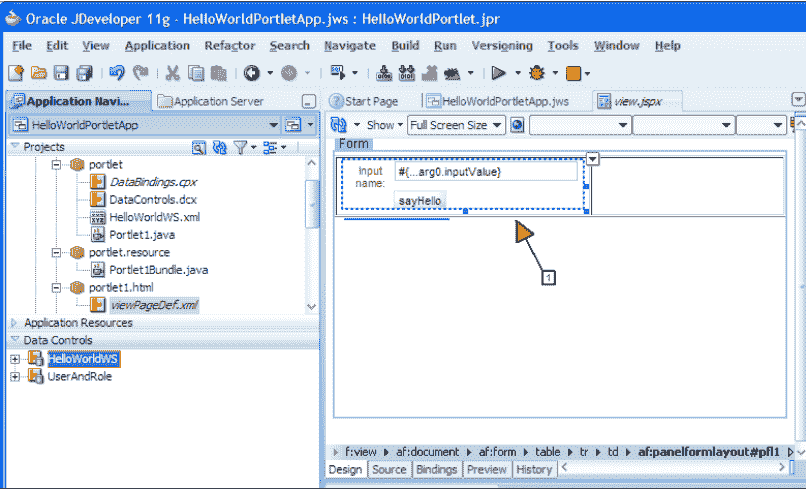 Oracle JDeveloper 11g - HelloWorldPortletApp.jws : HelloWorldPortlet.jpr
File Edit View Application Refactor Search Navigate Build Run Versioning Tools Window Help
Application Navi... Application Server
Start Page HelloWorldPortletApp.jws view.jspx
HelloWorldPortletApp
Show Full Screen Size
Projects
Form
portlet
DataBindings.cpx
DataControls.dcx
HelloWorldWS.xml
Portlet1.java
portlet.resource
Portlet1Bundle.java
portlet1.html
viewPageDef.xml
Application Resources
Data Controls
HelloWorldWS
UserAndRole
input
name:
#{...arg0.inputValue}
sayHello
1
f:view af:document af:form table tr td af:panelformlayout#pfl1
Design Source Bindings Preview History